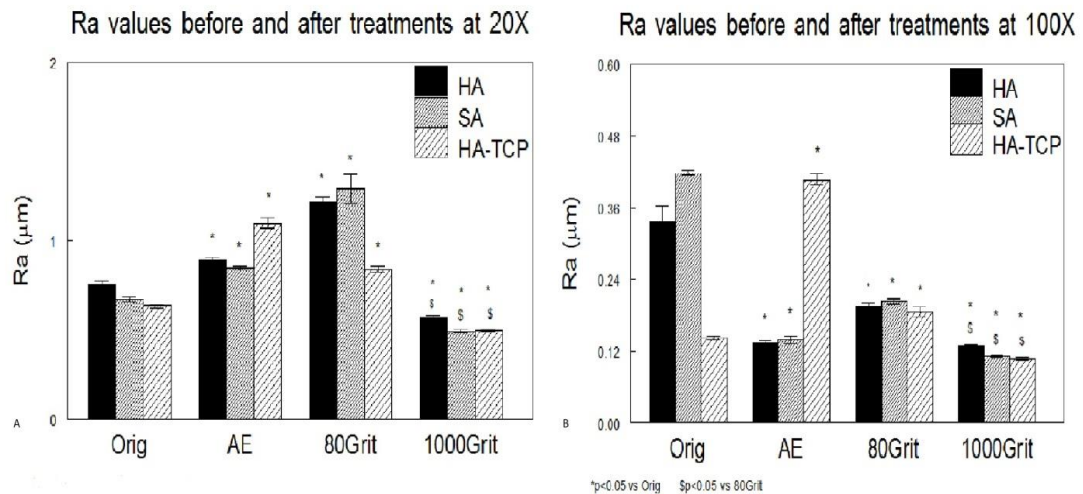 Ra values before and after treatments at 20X
2
1
0
Ra (μm)
HA
SA
HA-TCP
* * *
* * *
* $ * $ * $
A
Orig AE 80Grit 1000Grit
Ra values before and after treatments at 100X
0.60
0.48
0.36
0.24
0.12
0.00
Ra (μm)
HA
SA
HA-TCP
* * *
* * *
* $ * $ * $
B
Orig AE 80Grit 1000Grit
*p<0.05 vs Orig $p<0.05 vs 80Grit